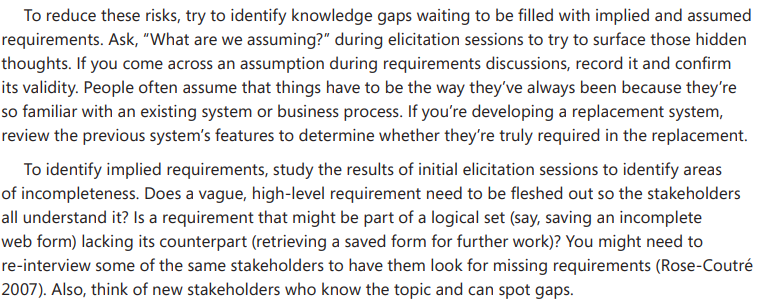 To reduce these risks, try to identify knowledge gaps waiting to be filled with implied and assumed
requirements. Ask, “What are we assuming?” during elicitation sessions to try to surface those hidden
thoughts. If you come across an assumption during requirements discussions, record it and confirm
its validity. People often assume that things have to be the way they’ve always been because they’re
so familiar with an existing system or business process. If you’re developing a replacement system,
review the previous system’s features to determine whether they’re truly required in the replacement.
To identify implied requirements, study the results of initial elicitation sessions to identify areas
of incompleteness. Does a vague, high-level requirement need to be fleshed out so the stakeholders
all understand it? Is a requirement that might be part of a logical set (say, saving an incomplete
web form) lacking its counterpart (retrieving a saved form for further work)? You might need to
re-interview some of the same stakeholders to have them look for missing requirements (Rose-Coutré
2007). Also, think of new stakeholders who know the topic and can spot gaps.